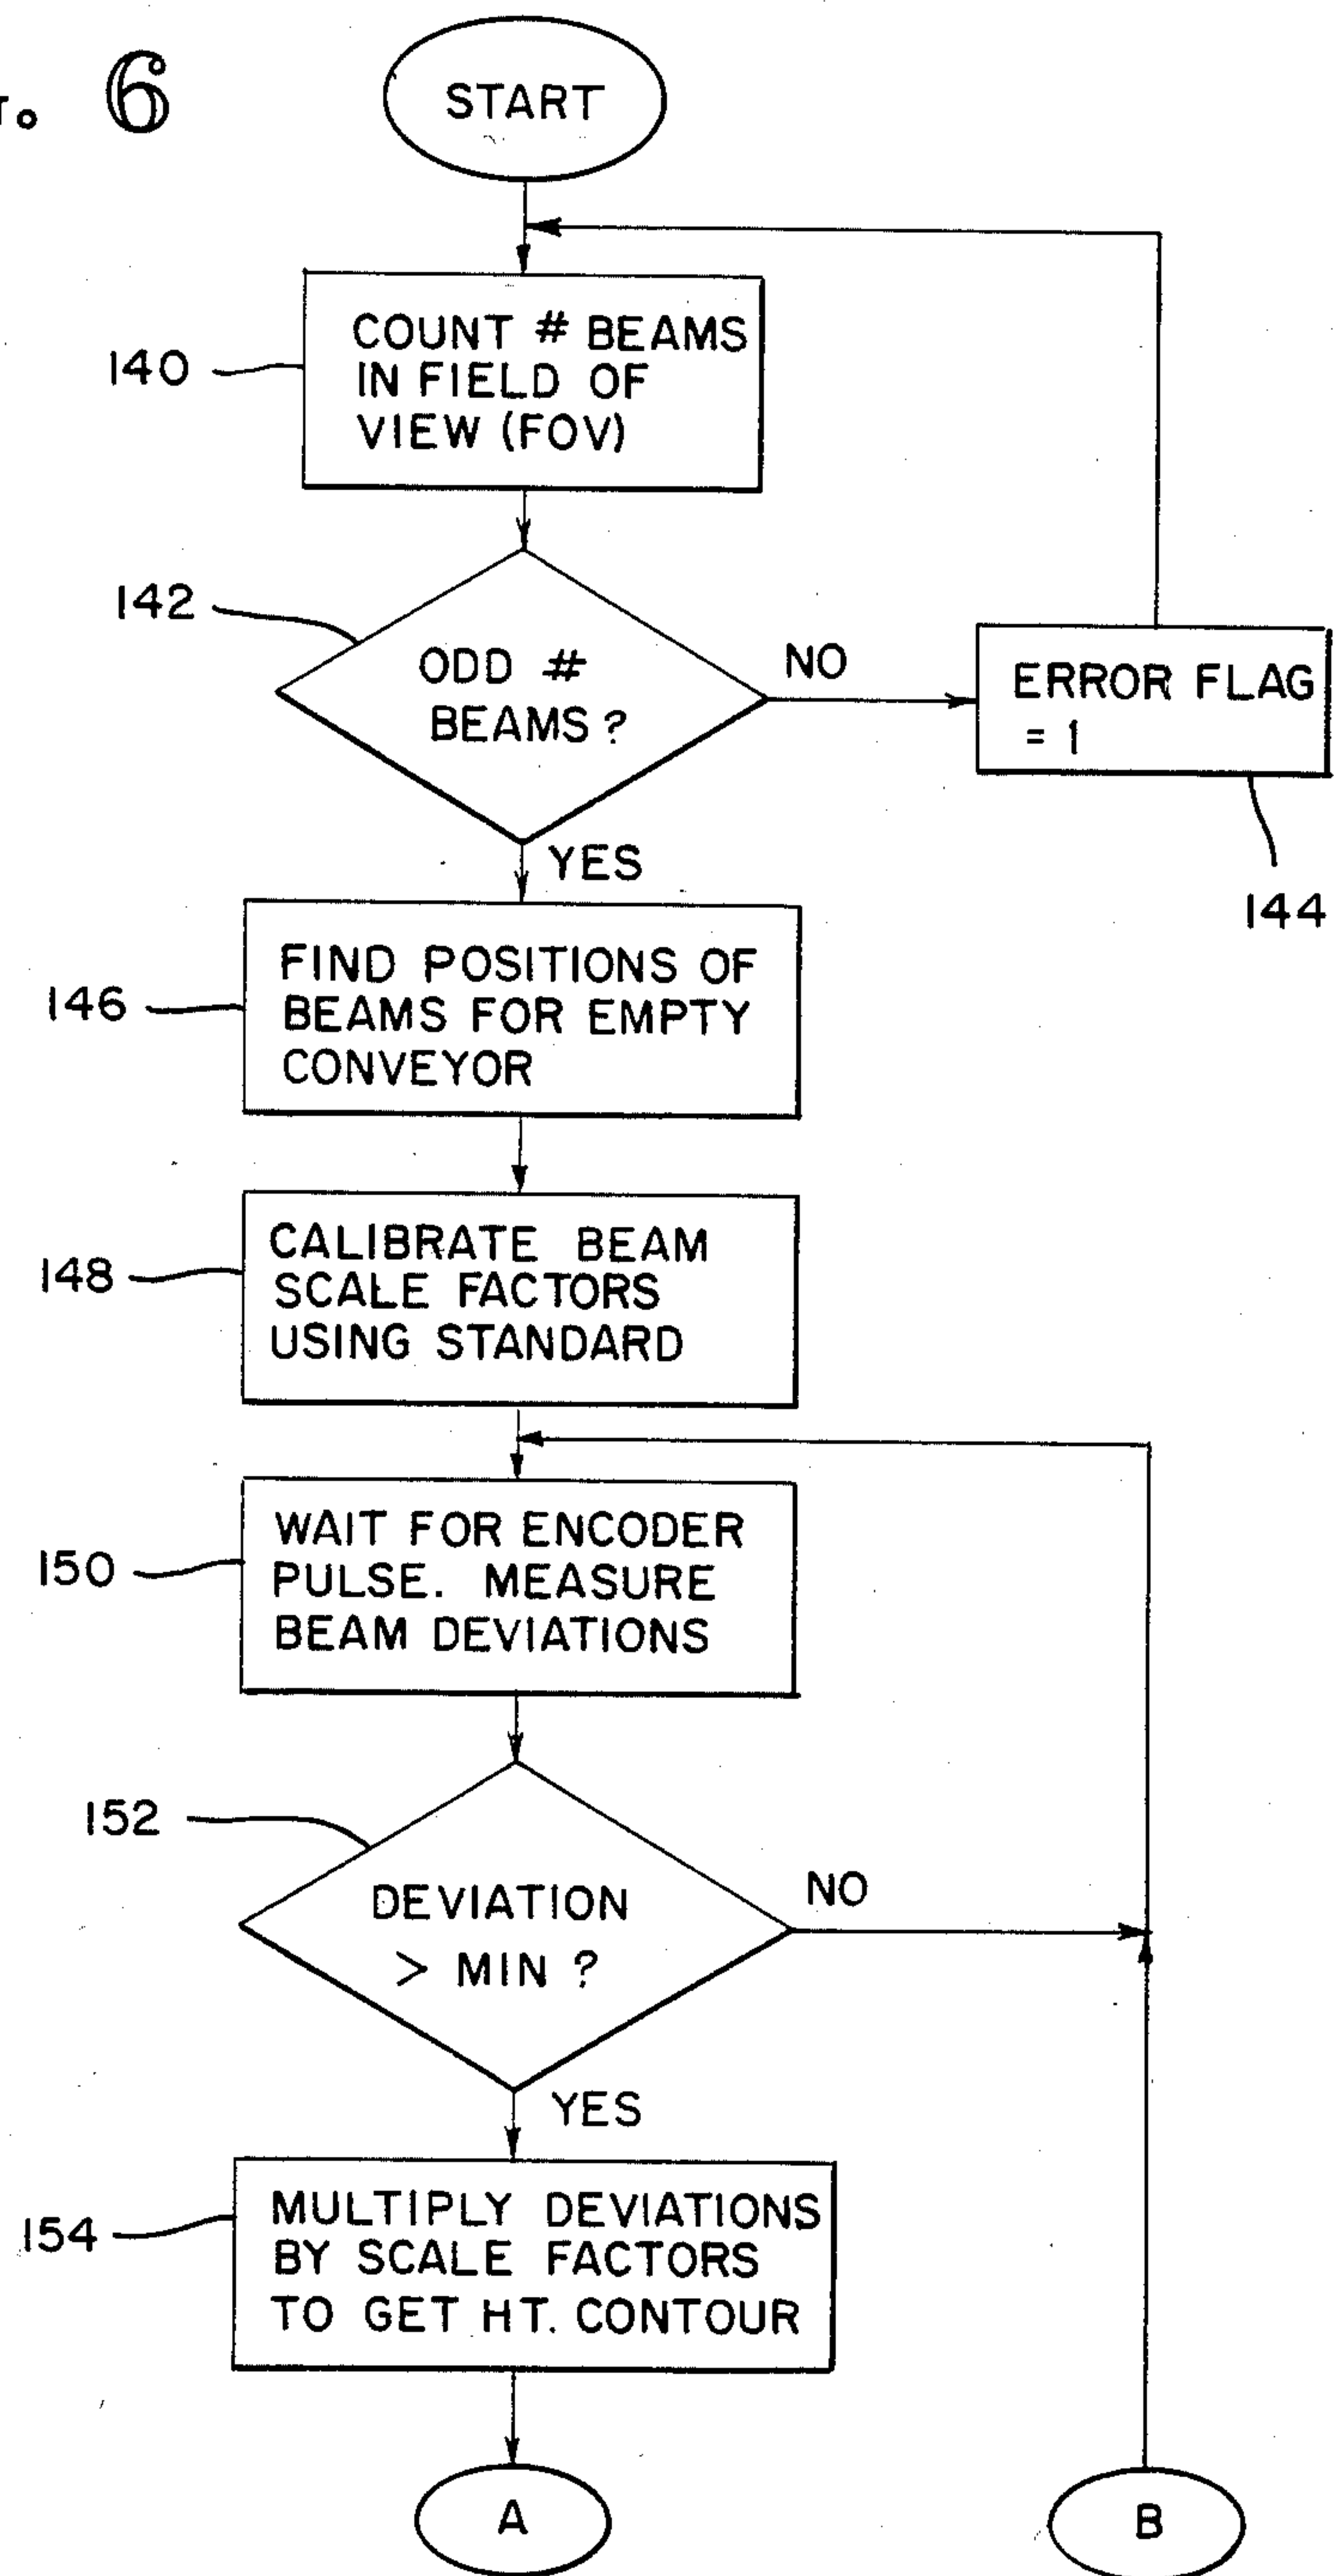 6
START
140
COUNT # BEAMS
IN FIELD OF
VIEW (FOV)
142
ODD #
BEAMS?
NO
ERROR FLAG
= 1
144
YES
146
FIND POSITIONS OF
BEAMS FOR EMPTY
CONVEYOR
148
CALIBRATE BEAM
SCALE FACTORS
USING STANDARD
150
WAIT FOR ENCODER
PULSE. MEASURE
BEAM DEVIATIONS
152
DEVIATION
> MIN ?
NO
YES
154
MULTIPLY DEVIATIONS
BY SCALE FACTORS
TO GET HT. CONTOUR
A
B